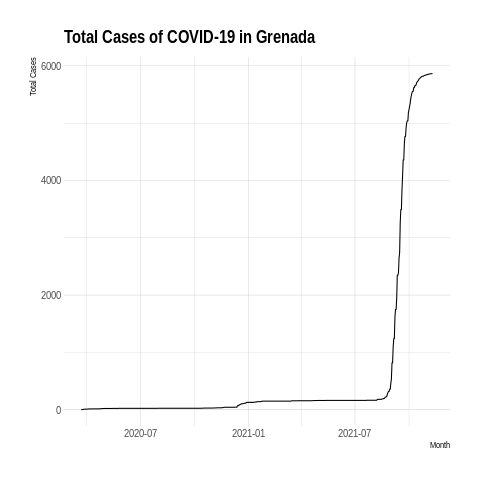 Total Cases of COVID-19 in Grenada
Total Cases
6000
4000
2000
0
2020-07 2021-01 2021-07
Month